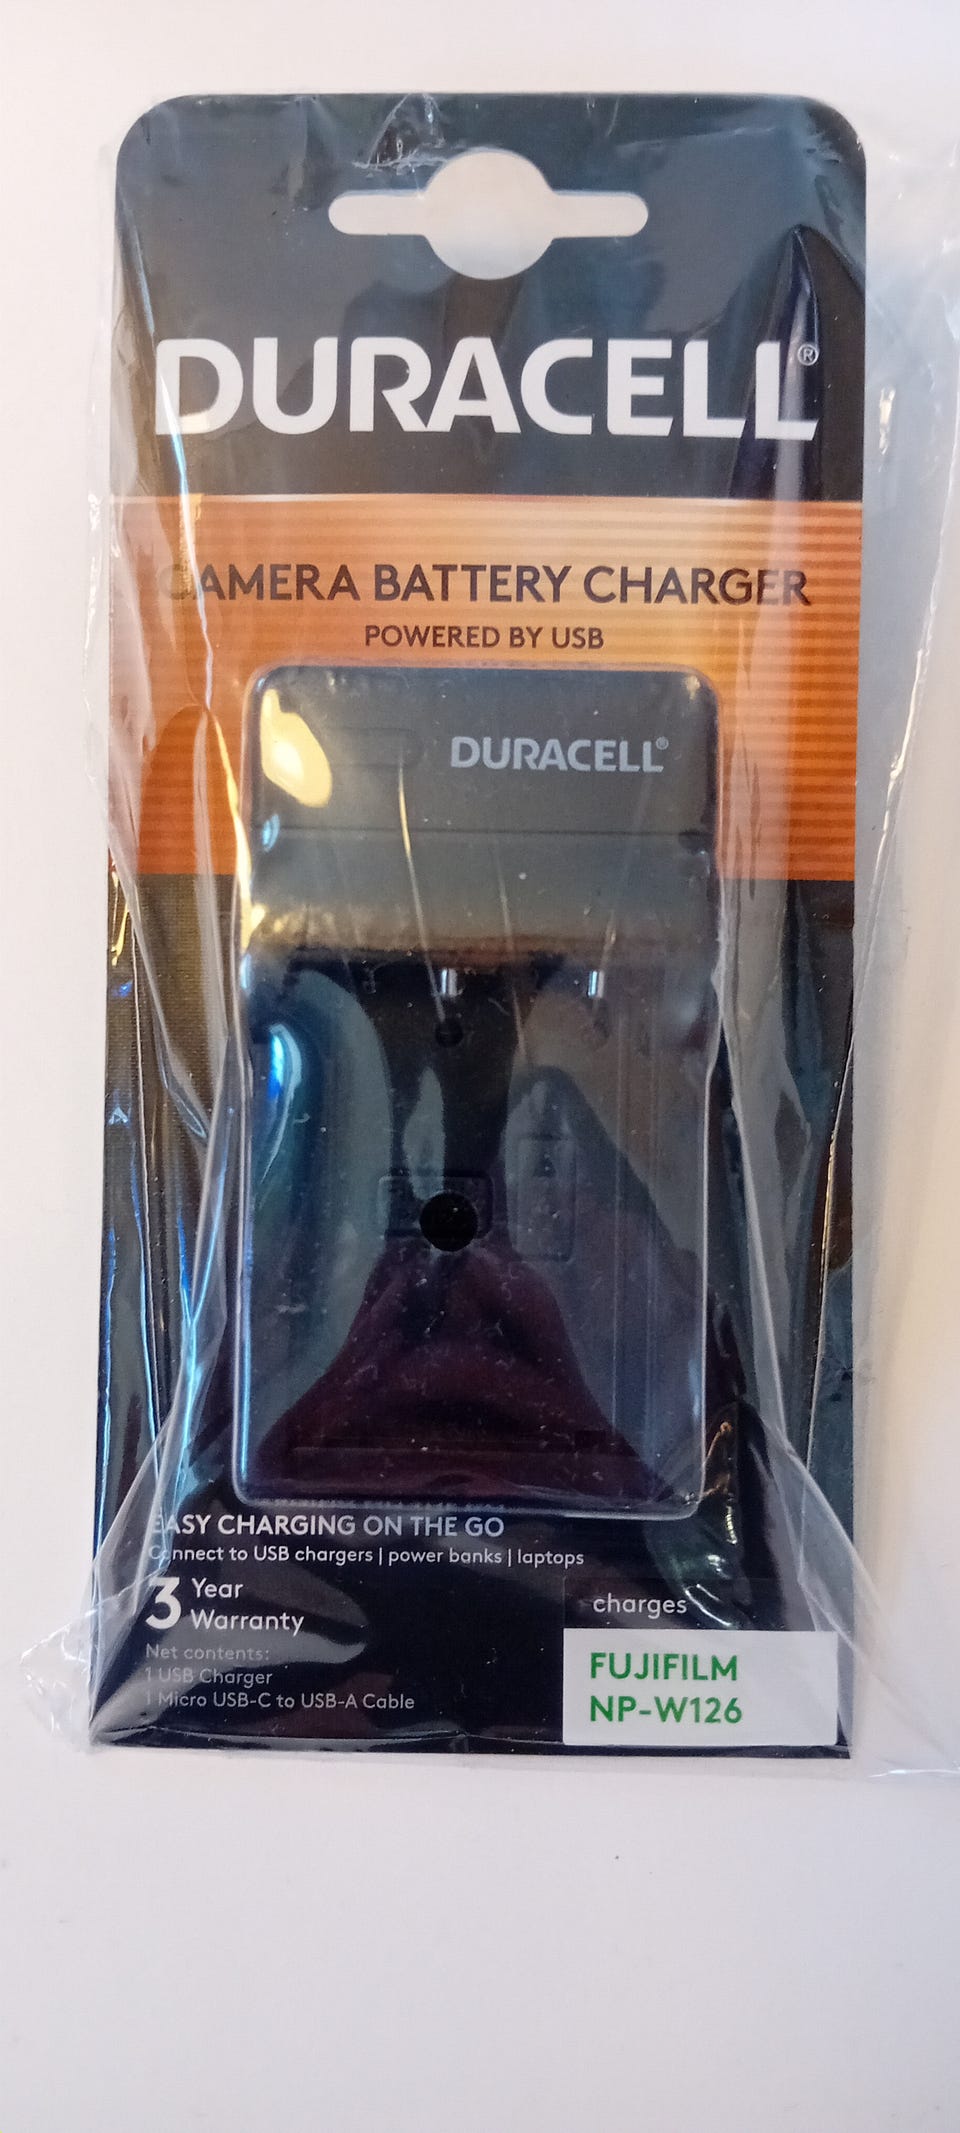 DURACELL®
CAMERA BATTERY CHARGER
POWERED BY USB
DURACELL®
EASY CHARGING ON THE GO
Connect to USB chargers | power banks | laptops
3 Year
Warranty
Net contents:
1 USB Charger
1 Micro USB-C to USB-A Cable
charges
FUJIFILM
NP-W126